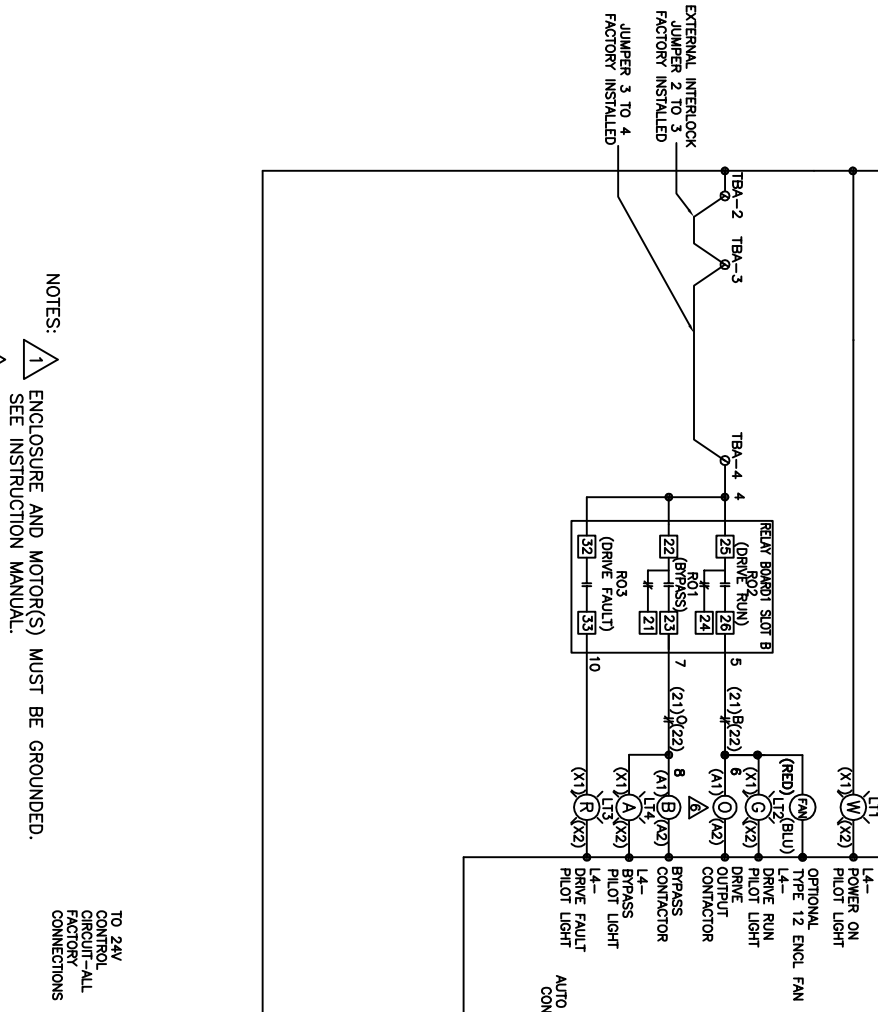 LT1
(X1)
W
(X2)
L4-
POWER ON
PILOT LIGHT
(RED)
FAN
(BLU)
OPTIONAL
TYPE 12 ENCL FAN
(X1)
G
LT2
(X2)
L4-
DRIVE RUN
PILOT LIGHT
EXTERNAL INTERLOCK
JUMPER 2 TO 3
FACTORY INSTALLED
JUMPER 3 TO 4
FACTORY INSTALLED
TBA-2
TBA-3
TBA-4
4
RELAY BOARD1 SLOT B
RO2
(DRIVE RUN)
25
26
24
5
(21)B(22)
6
(A1)
O
(A2)
6
DRIVE
OUTPUT
CONTACTOR
RO1
(BYPASS)
22
23
21
7
(21)O(22)
8
(A1)
B
(A2)
BYPASS
CONTACTOR
(X1)
A
LT4
(X2)
L4-
BYPASS
PILOT LIGHT
RO3
(DRIVE FAULT)
32
33
10
(X1)
R
LT3
(X2)
L4-
DRIVE FAULT
PILOT LIGHT
AUTO
CON
NOTES:
1 ENCLOSURE AND MOTOR(S) MUST BE GROUNDED.
SEE INSTRUCTION MANUAL.
TO 24V
CONTROL
CIRCUIT-ALL
FACTORY
CONNECTIONS